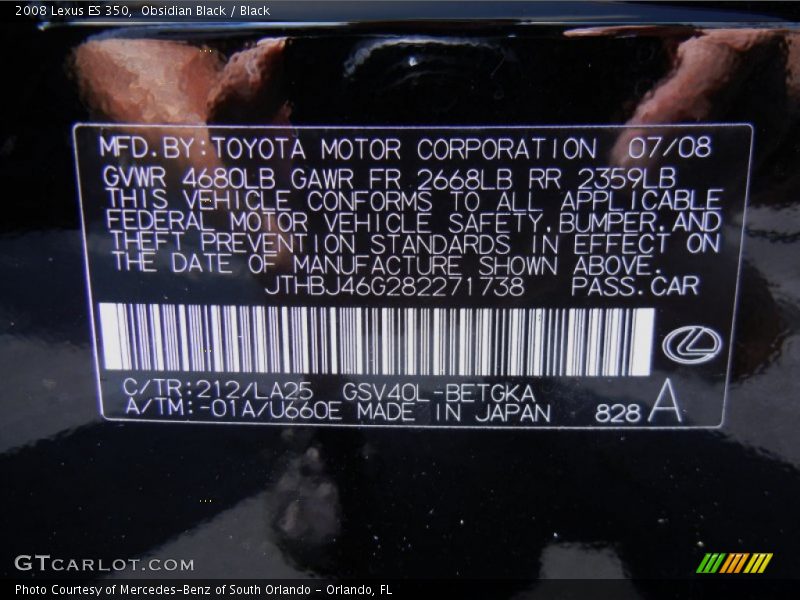 2008 Lexus ES 350, Obsidian Black / Black
MFD.BY:TOYOTA MOTOR CORPORATION 07/08
GVWR 4680LB GAWR FR 2668LB RR 2359LB
THIS VEHICLE CONFORMS TO ALL APPLICABLE
FEDERAL MOTOR VEHICLE SAFETY,BUMPER,AND
THEFT PREVENTION STANDARDS IN EFFECT ON
THE DATE OF MANUFACTURE SHOWN ABOVE.
JTHBJ46G282271738 PASS.CAR
C/TR:212/LA25 GSV40L-BETGKA
A/TM:-01A/U660E MADE IN JAPAN 828 A
GTCARLOT.COM
Photo Courtesy of Mercedes-Benz of South Orlando - Orlando, FL